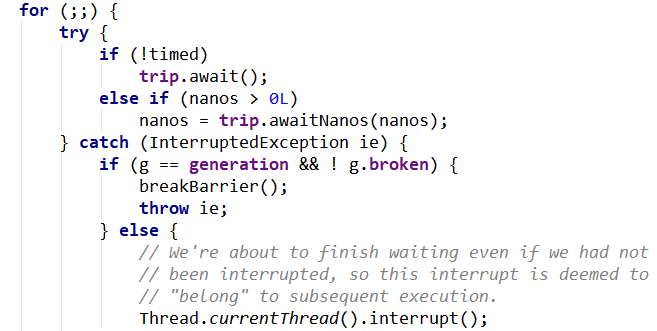 for (;;) {
    try {
        if (!timed)
            trip.await();
        else if (nanos > 0L)
            nanos = trip.awaitNanos(nanos);
    } catch (InterruptedException ie) {
        if (g == generation && ! g.broken) {
            breakBarrier();
            throw ie;
        } else {
            // We're about to finish waiting even if we had not
            // been interrupted, so this interrupt is deemed to
            // "belong" to subsequent execution.
            Thread.currentThread().interrupt();